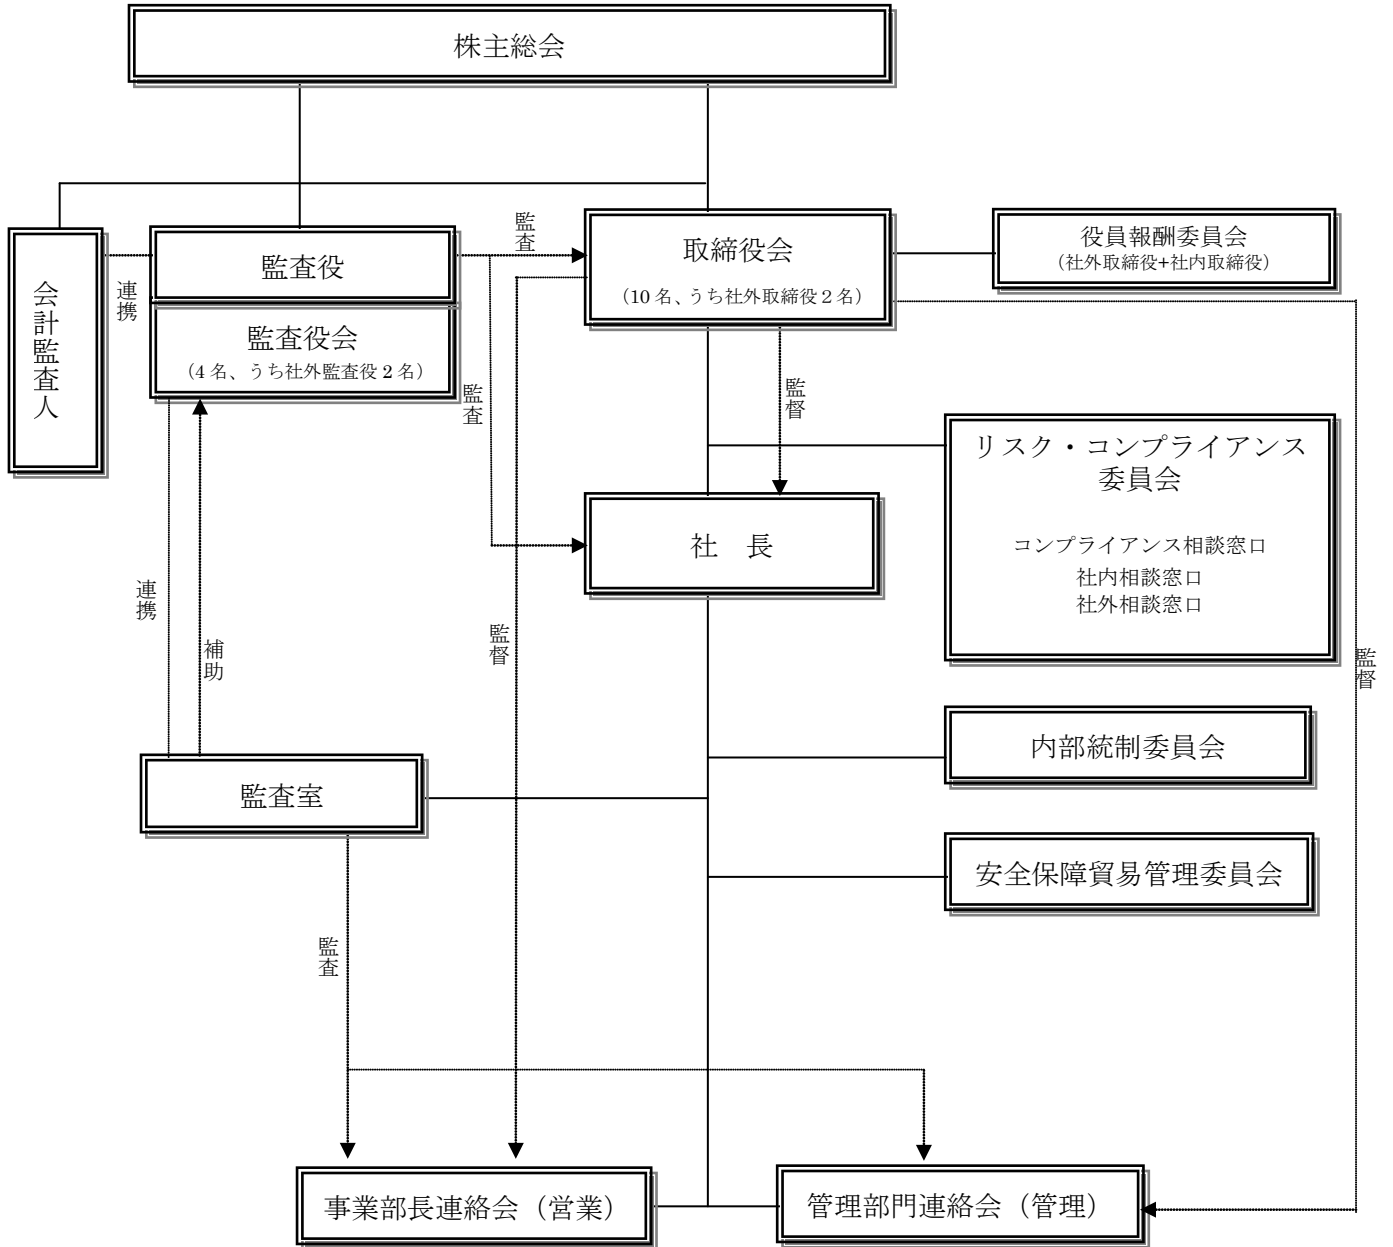 株主総会
監査
取締役会
(10名、うち社外取締役2名)
役員報酬委員会
(社外取締役+社内取締役)
監査役
連携
会計監査人
監査役会
(4名、うち社外監査役2名)
監査
監督
リスク・コンプライアンス
委員会
コンプライアンス相談窓口
社内相談窓口
社外相談窓口
社 長
連携
補助
監督
監督
内部統制委員会
監査室
安全保障貿易管理委員会
監査
事業部長連絡会(営業)
管理部門連絡会(管理)